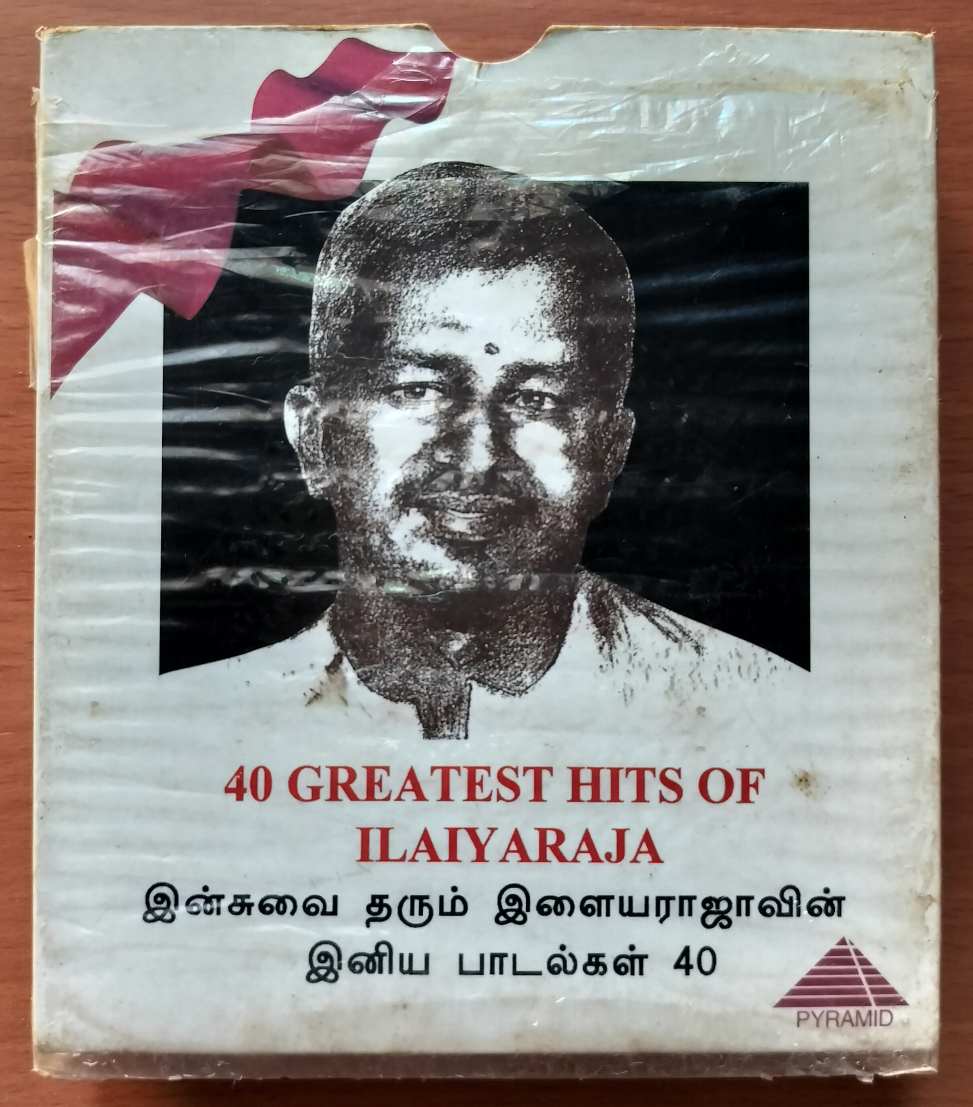 40 GREATEST HITS OF
ILAIYARAJA
இன்சுவை தரும் இளையராஜாவின்
இனிய பாடல்கள் 40
PYRAMID